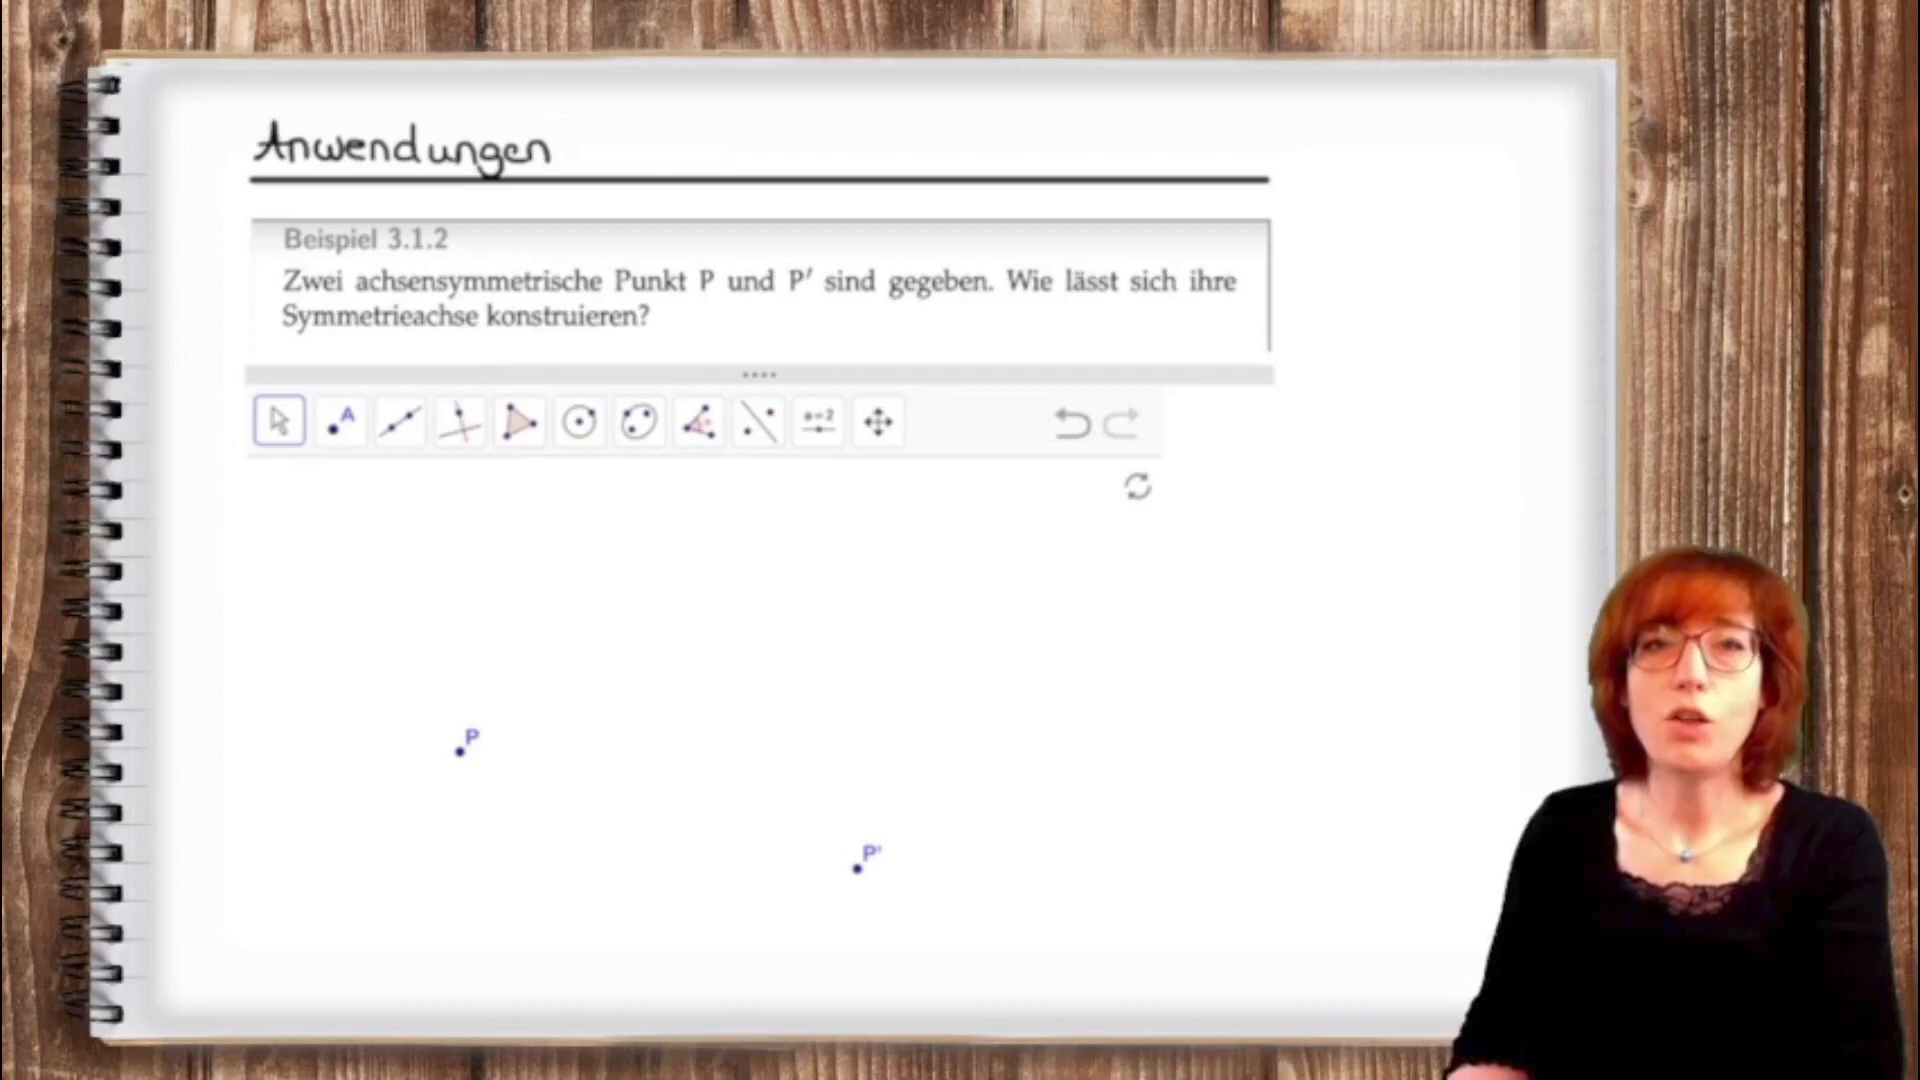 Anwendungen
Beispiel 3.1.2
Zwei achsensymmetrische Punkt P und P′ sind gegeben. Wie lässt sich ihre
Symmetrieachse konstruieren?
A
a=2
P
P'